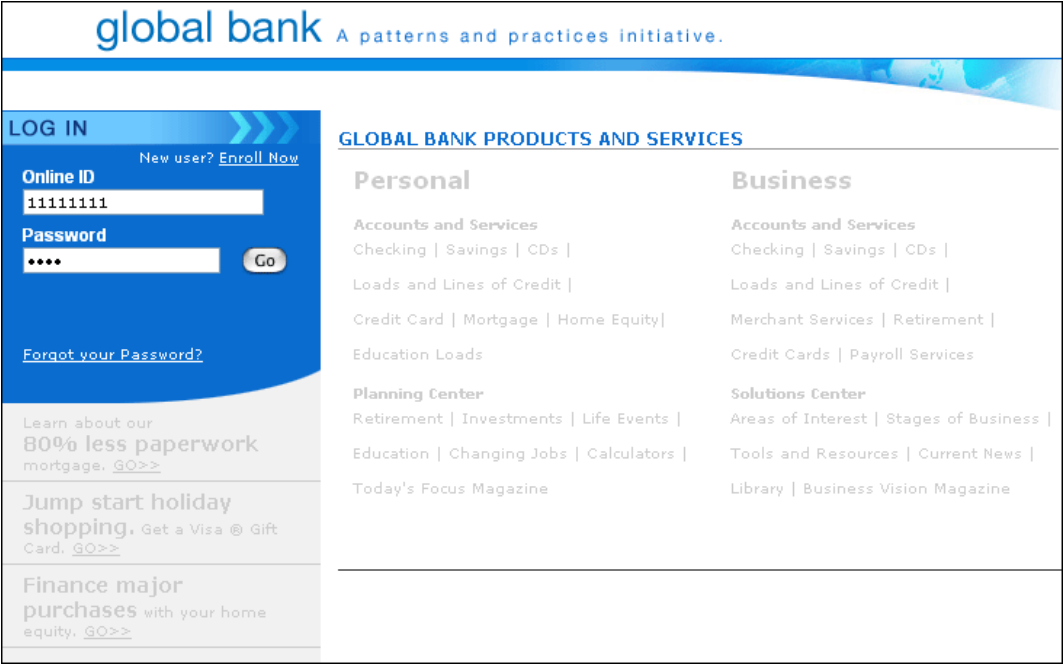 global bank A patterns and practices initiative.
LOG IN
New user? Enroll Now
Online ID
11111111
Password
••••
Go
Forgot your Password?
Learn about our
80% less paperwork
mortgage. GO>>
Jump start holiday
shopping. Get a Visa ® Gift
Card. GO>>
Finance major
purchases with your home
equity. GO>>
GLOBAL BANK PRODUCTS AND SERVICES
Personal
Accounts and Services
Checking | Savings | CDs |
Loads and Lines of Credit |
Credit Card | Mortgage | Home Equity|
Education Loads
Planning Center
Retirement | Investments | Life Events |
Education | Changing Jobs | Calculators |
Today's Focus Magazine
Business
Accounts and Services
Checking | Savings | CDs |
Loads and Lines of Credit |
Merchant Services | Retirement |
Credit Cards | Payroll Services
Solutions Center
Areas of Interest | Stages of Business |
Tools and Resources | Current News |
Library | Business Vision Magazine